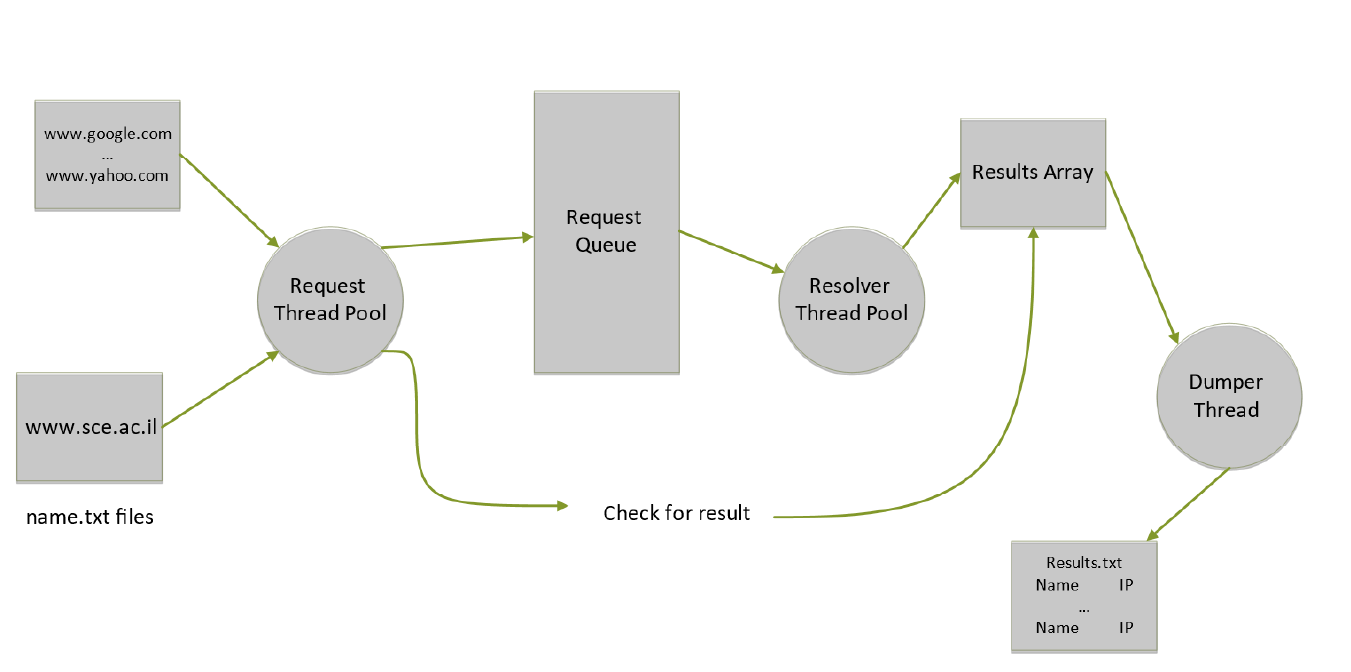 www.google.com
...
www.yahoo.com
www.sce.ac.il
name.txt files
Request
Thread Pool
Request
Queue
Check for result
Resolver
Thread Pool
Results Array
Dumper
Thread
Results.txt
Name IP
...
Name IP